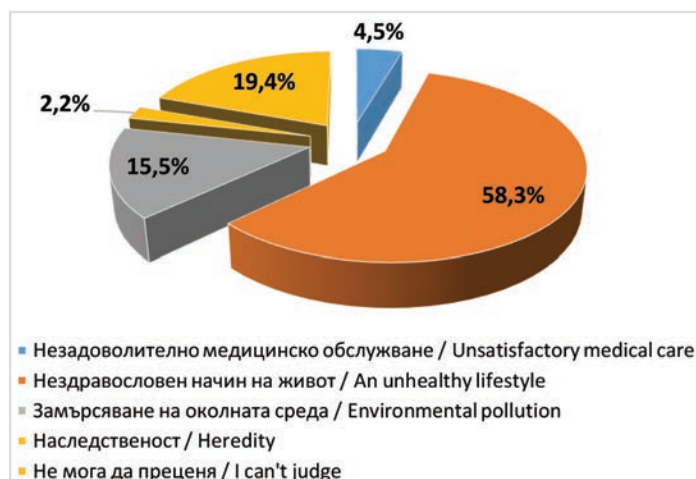 4,5%
19,4%
2,2%
15,5%
58,3%
Незадоволително медицинско обслужване / Unsatisfactory medical care
Нездравословен начин на живот / An unhealthy lifestyle
Замърсяване на околната среда / Environmental pollution
Наследственост / Heredity
Не мога да преценя / I can't judge